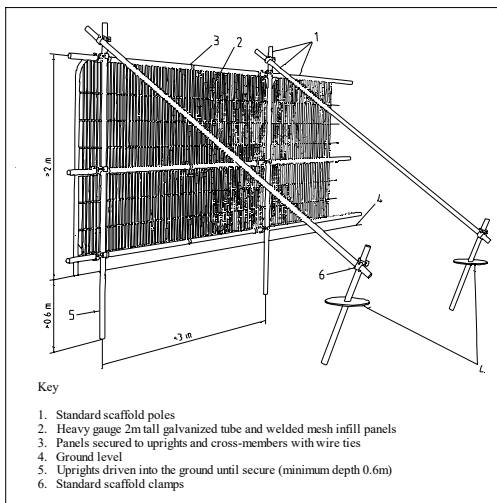 1
3
2
>2 m
4
6
5
>0.6 m
<3 m
4.
Key
1. Standard scaffold poles
2. Heavy gauge 2m tall galvanized tube and welded mesh infill panels
3. Panels secured to uprights and cross-members with wire ties
4. Ground level
5. Uprights driven into the ground until secure (minimum depth 0.6m)
6. Standard scaffold clamps